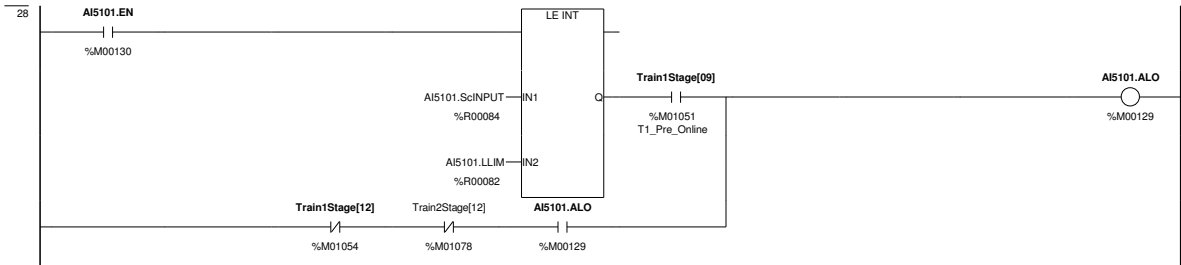 28
AI5101.EN
LE INT
%M00130
Train1Stage[09]
AI5101.ALO
AI5101.ScINPUT
IN1
Q
%R00084
%M01051
%M00129
T1_Pre_Online
AI5101.LLIM
IN2
%R00082
Train1Stage[12]
Train2Stage[12]
AI5101.ALO
%M01054
%M01078
%M00129